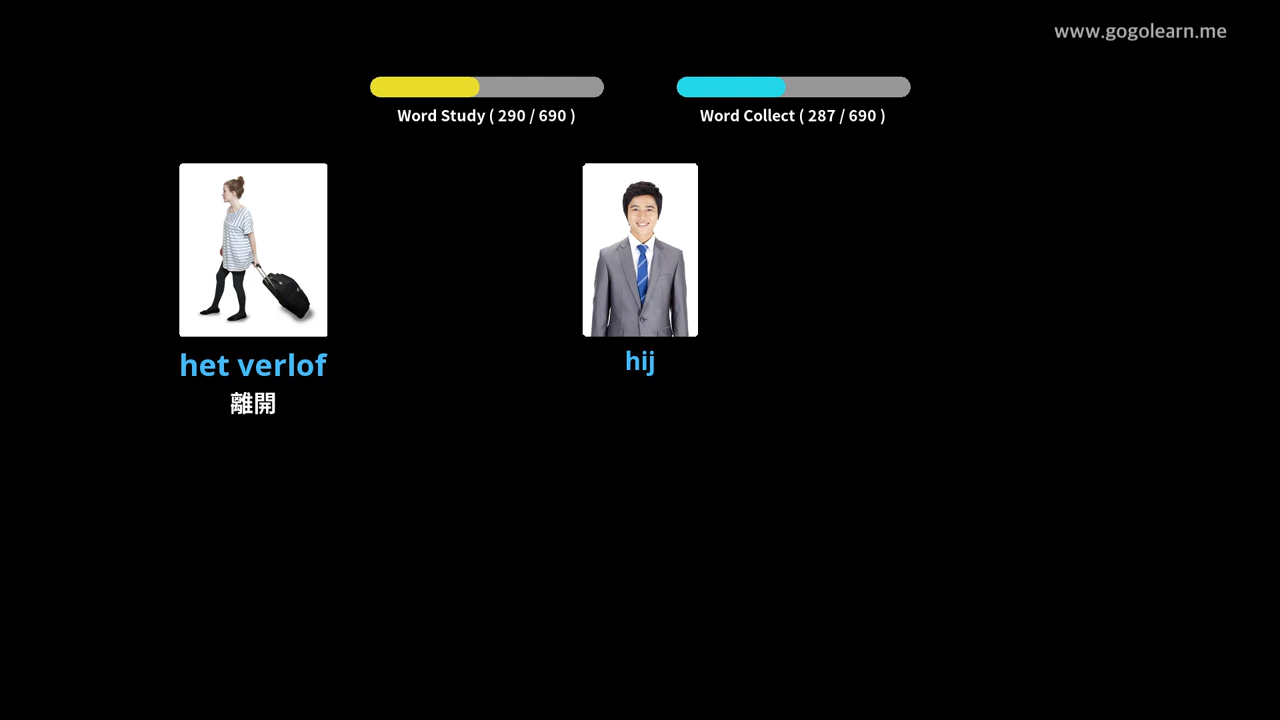 www.gogolearn.me
Word Study ( 290 / 690 )
Word Collect ( 287 / 690 )
het verlof
離開
hij